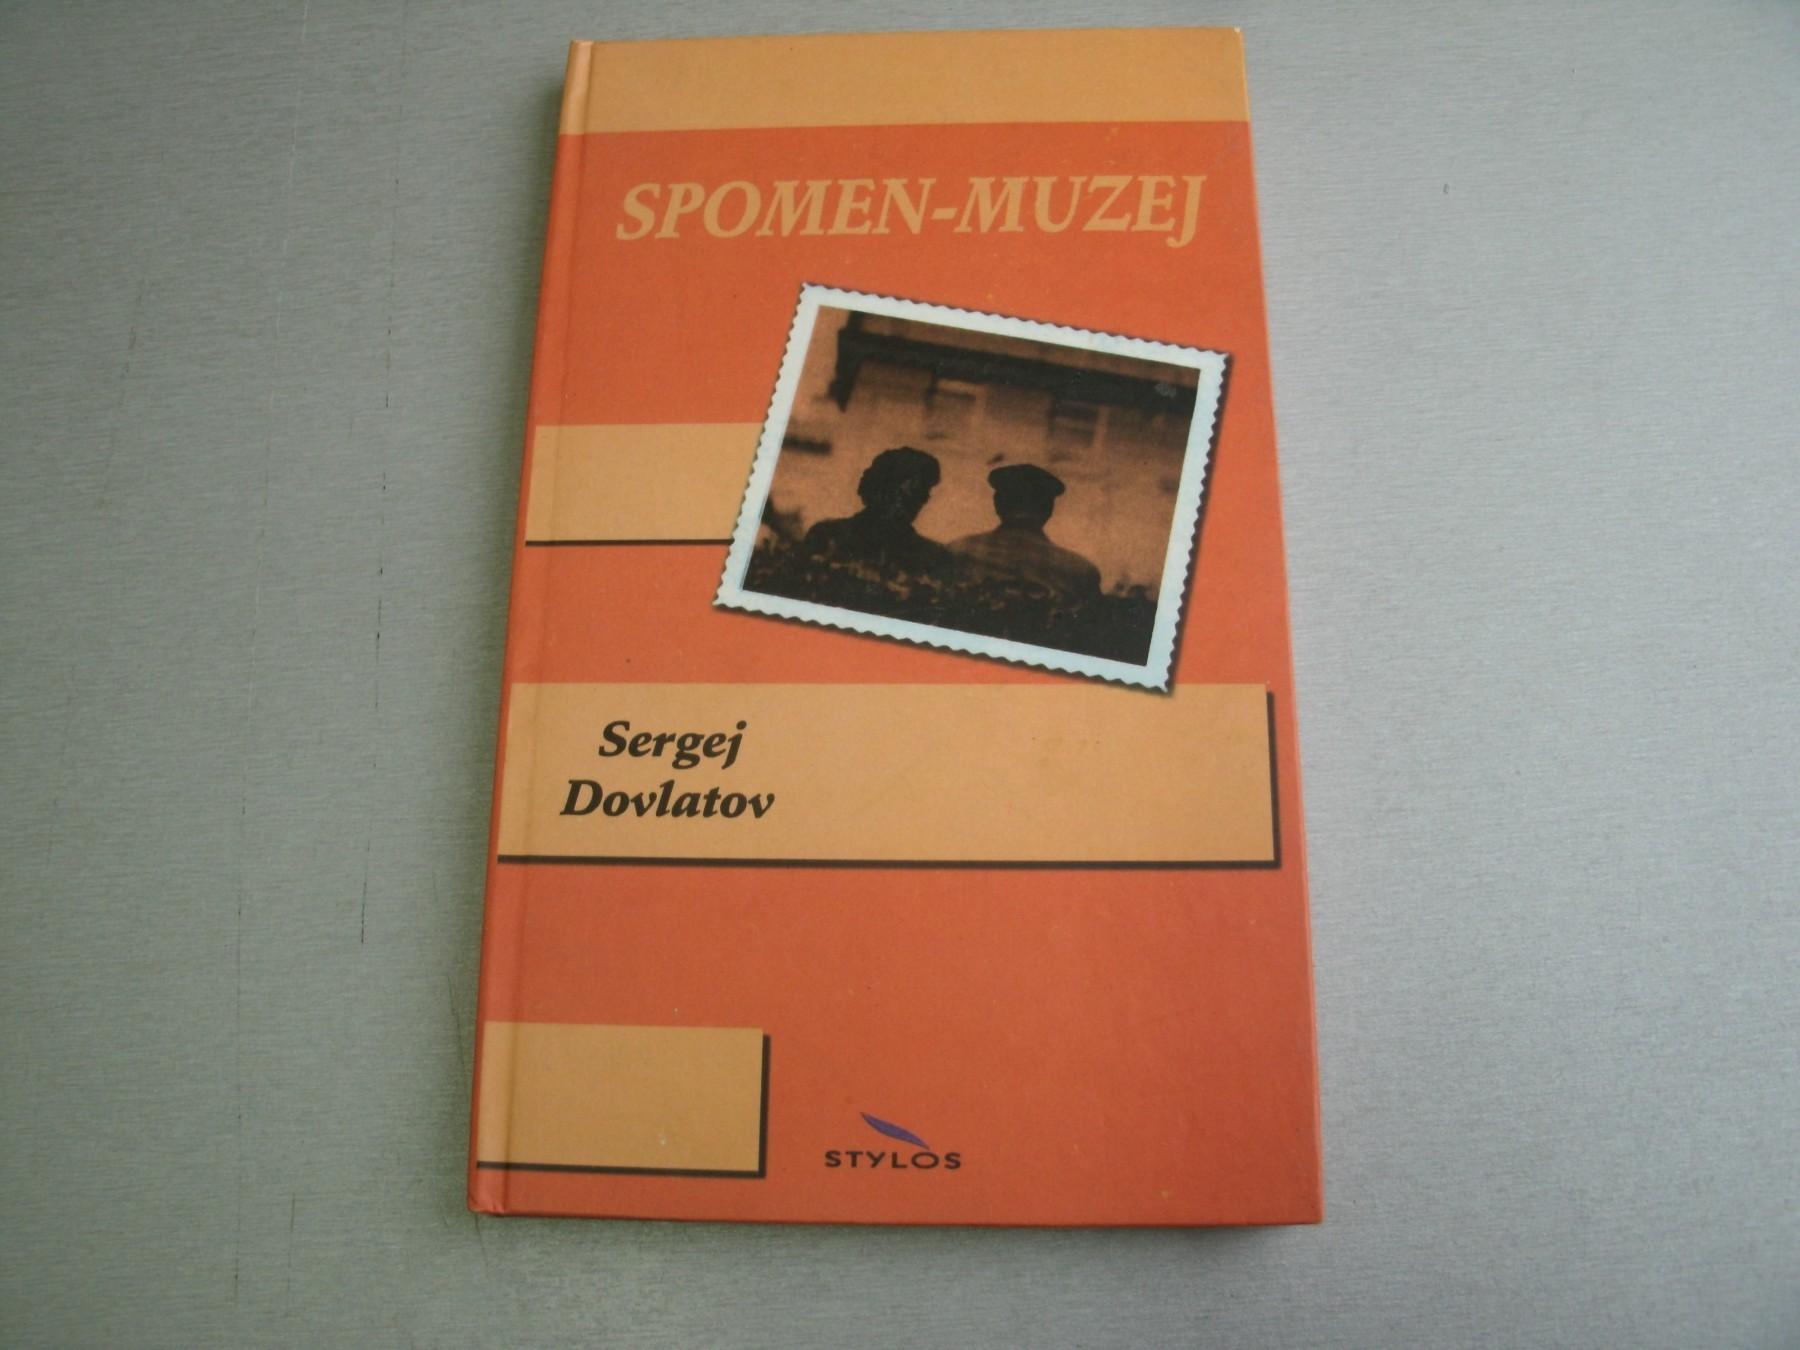 SPOMEN-MUZEJ
Sergej
Dovlatov
STYLOS